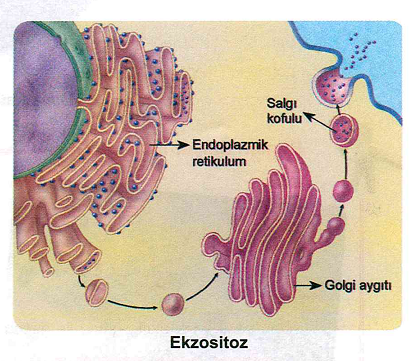 Salgı
kofulu
Endoplazmik
retikulum
Golgi aygıtı
Ekzositoz